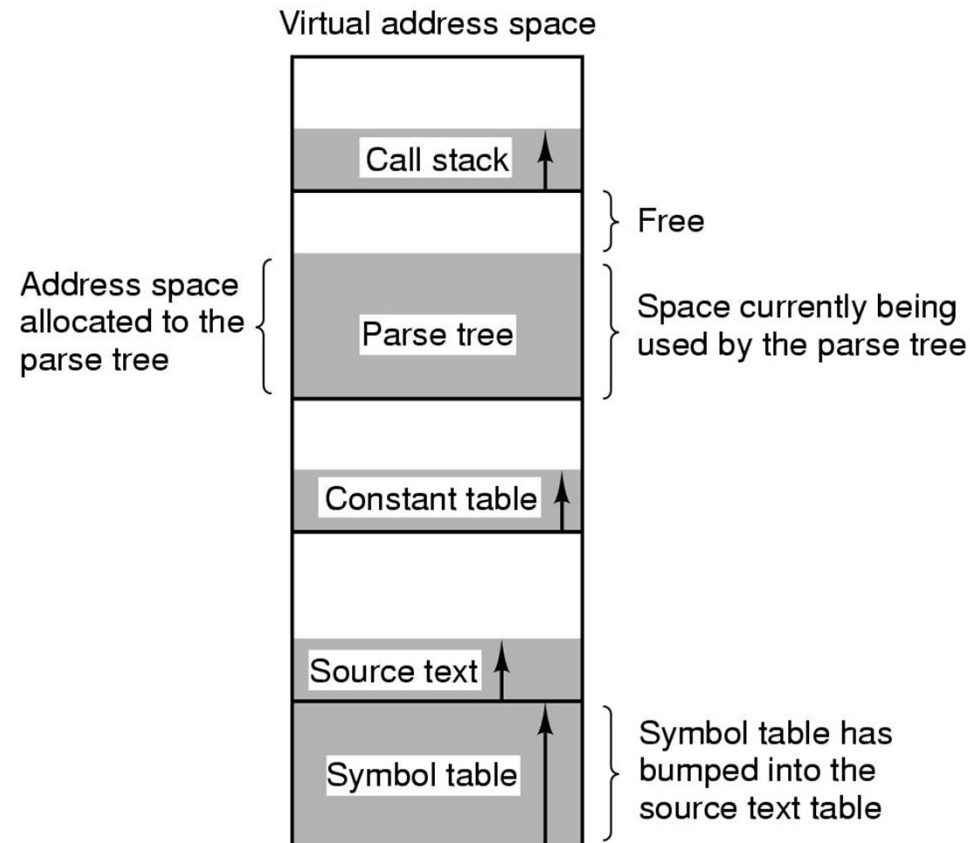 Virtual address space
Call stack
Free
Address space
allocated to the
parse tree
Parse tree
Space currently being
used by the parse tree
Constant table
Source text
Symbol table
Symbol table has
bumped into the
source text table